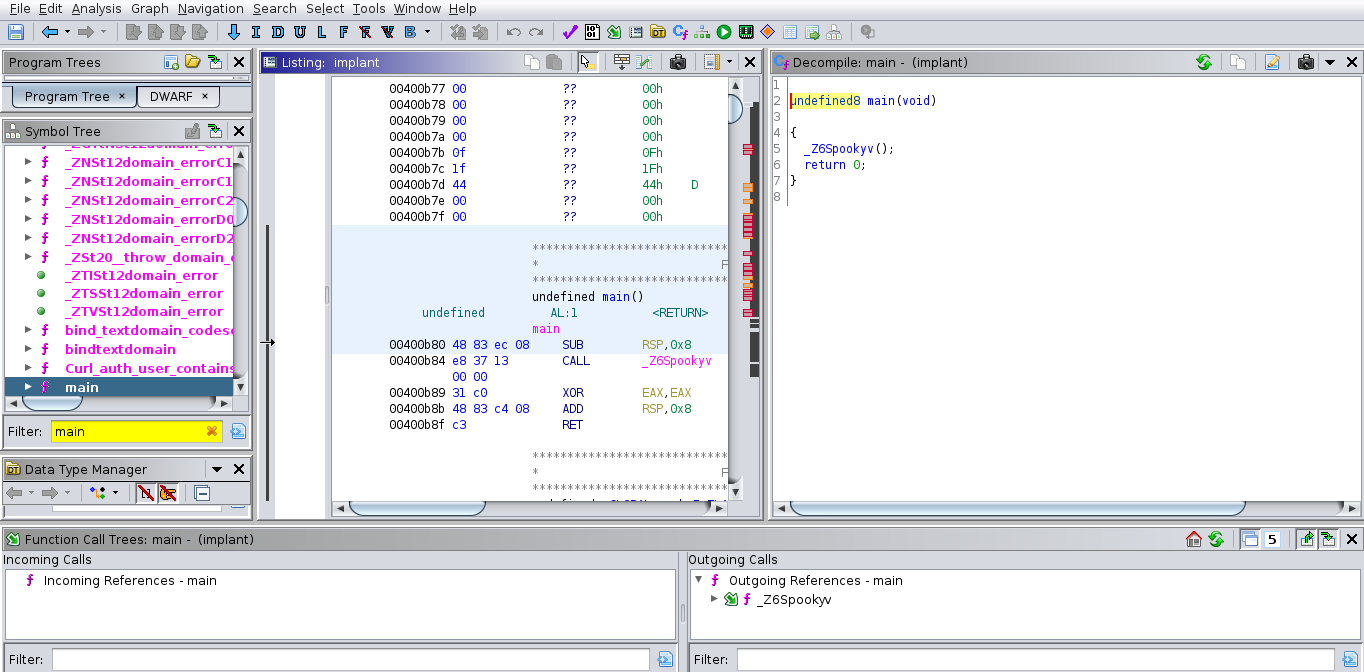 File Edit Analysis Graph Navigation Search Select Tools Window Help
I D U L F R V B
Program Trees
Program Tree × DWARF ×
Symbol Tree
_ZNSt12domain_errorC1
_ZNSt12domain_errorC1
_ZNSt12domain_errorC2
_ZNSt12domain_errorD0
_ZNSt12domain_errorD2
_ZSt20__throw_domain_
_ZTISt12domain_error
_ZTSSt12domain_error
_ZTVSt12domain_error
bind_textdomain_codes
bindtextdomain
Curl_auth_user_contains
main
Filter: main
Data Type Manager
Listing: implant
00400b77 00 ?? 00h
00400b78 00 ?? 00h
00400b79 00 ?? 00h
00400b7a 00 ?? 00h
00400b7b 0f ?? 0Fh
00400b7c 1f ?? 1Fh
00400b7d 44 ?? 44h D
00400b7e 00 ?? 00h
00400b7f 00 ?? 00h
*****************************
* F
*****************************
undefined main()
undefined AL:1 <RETURN>
main
00400b80 48 83 ec 08 SUB RSP,0x8
00400b84 e8 37 13 CALL _Z6Spookyv
00 00
00400b89 31 c0 XOR EAX,EAX
00400b8b 48 83 c4 08 ADD RSP,0x8
00400b8f c3 RET
*****************************
* F
*****************************
Decompile: main - (implant)
1
2 undefined8 main(void)
3
4 {
5 _Z6Spookyv();
6 return 0;
7 }
8
Function Call Trees: main - (implant)
5
Incoming Calls
Incoming References - main
Filter:
Outgoing Calls
Outgoing References - main
_Z6Spookyv
Filter: